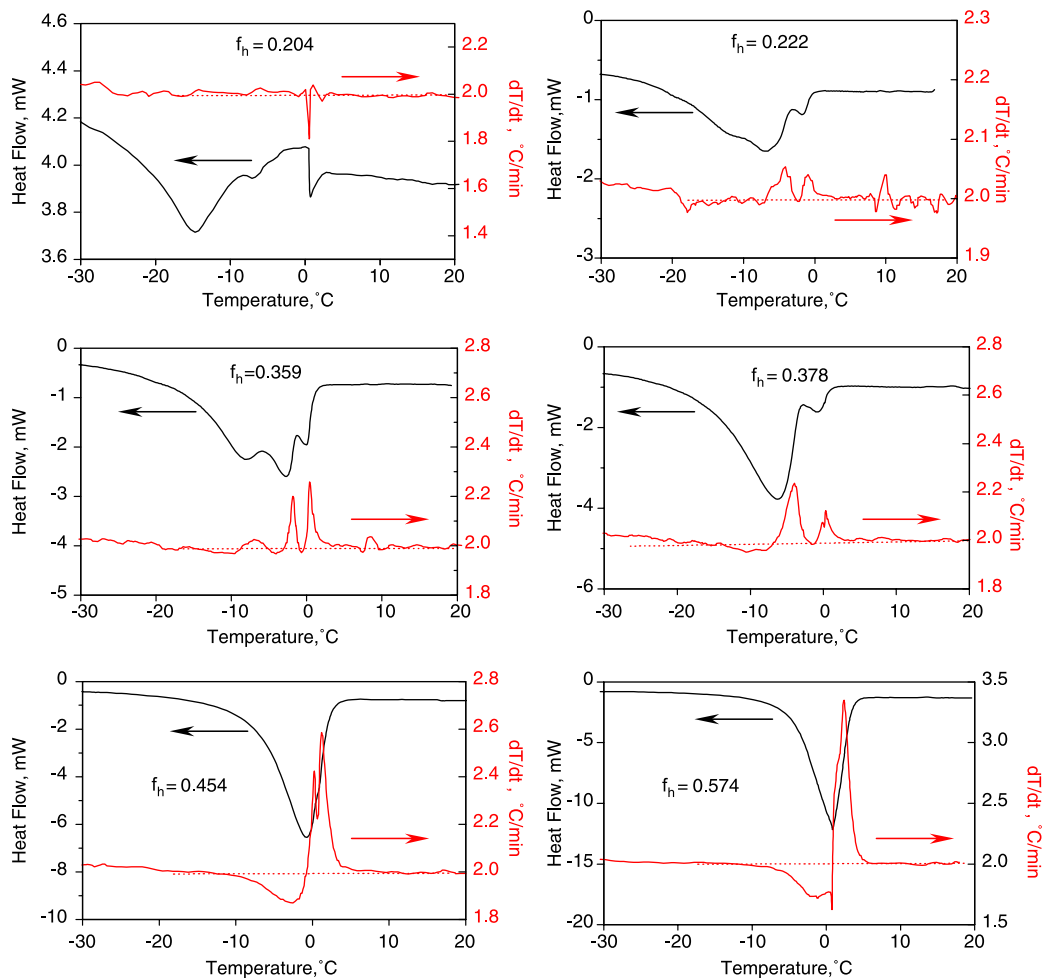 4.6
4.4
4.2
4.0
3.8
3.6
Heat Flow, mW
f_h = 0.204
2.2
2.0
1.8
1.6
1.4
dT/dt , °C/min
-30 -20 -10 0 10 20
Temperature,°C
0
-1
-2
-3
Heat Flow,mW
f_h = 0.222
2.3
2.2
2.1
2.0
1.9
dT/dt , °C/min
-30 -20 -10 0 10 20
Temperature,°C
0
-1
-2
-3
-4
-5
Heat Flow, mW
f_h=0.359
2.8
2.6
2.4
2.2
2.0
1.8
dT/dt , °C/min
-30 -20 -10 0 10 20
Temperature,°C
0
-2
-4
-6
Heat Flow, mW
f_h = 0.378
2.8
2.6
2.4
2.2
2.0
1.8
dT/dt , °C/min
-30 -20 -10 0 10 20
Temperature,°C
0
-2
-4
-6
-8
-10
Heat Flow, mW
f_h = 0.454
2.8
2.6
2.4
2.2
2.0
1.8
dT/dt , °C/min
-30 -20 -10 0 10 20
Temperature,°C
0
-5
-10
-15
-20
Heat Flow, mW
f_h = 0.574
3.5
3.0
2.5
2.0
1.5
dT/dt , °C/min
-30 -20 -10 0 10 20
Temperature,°C